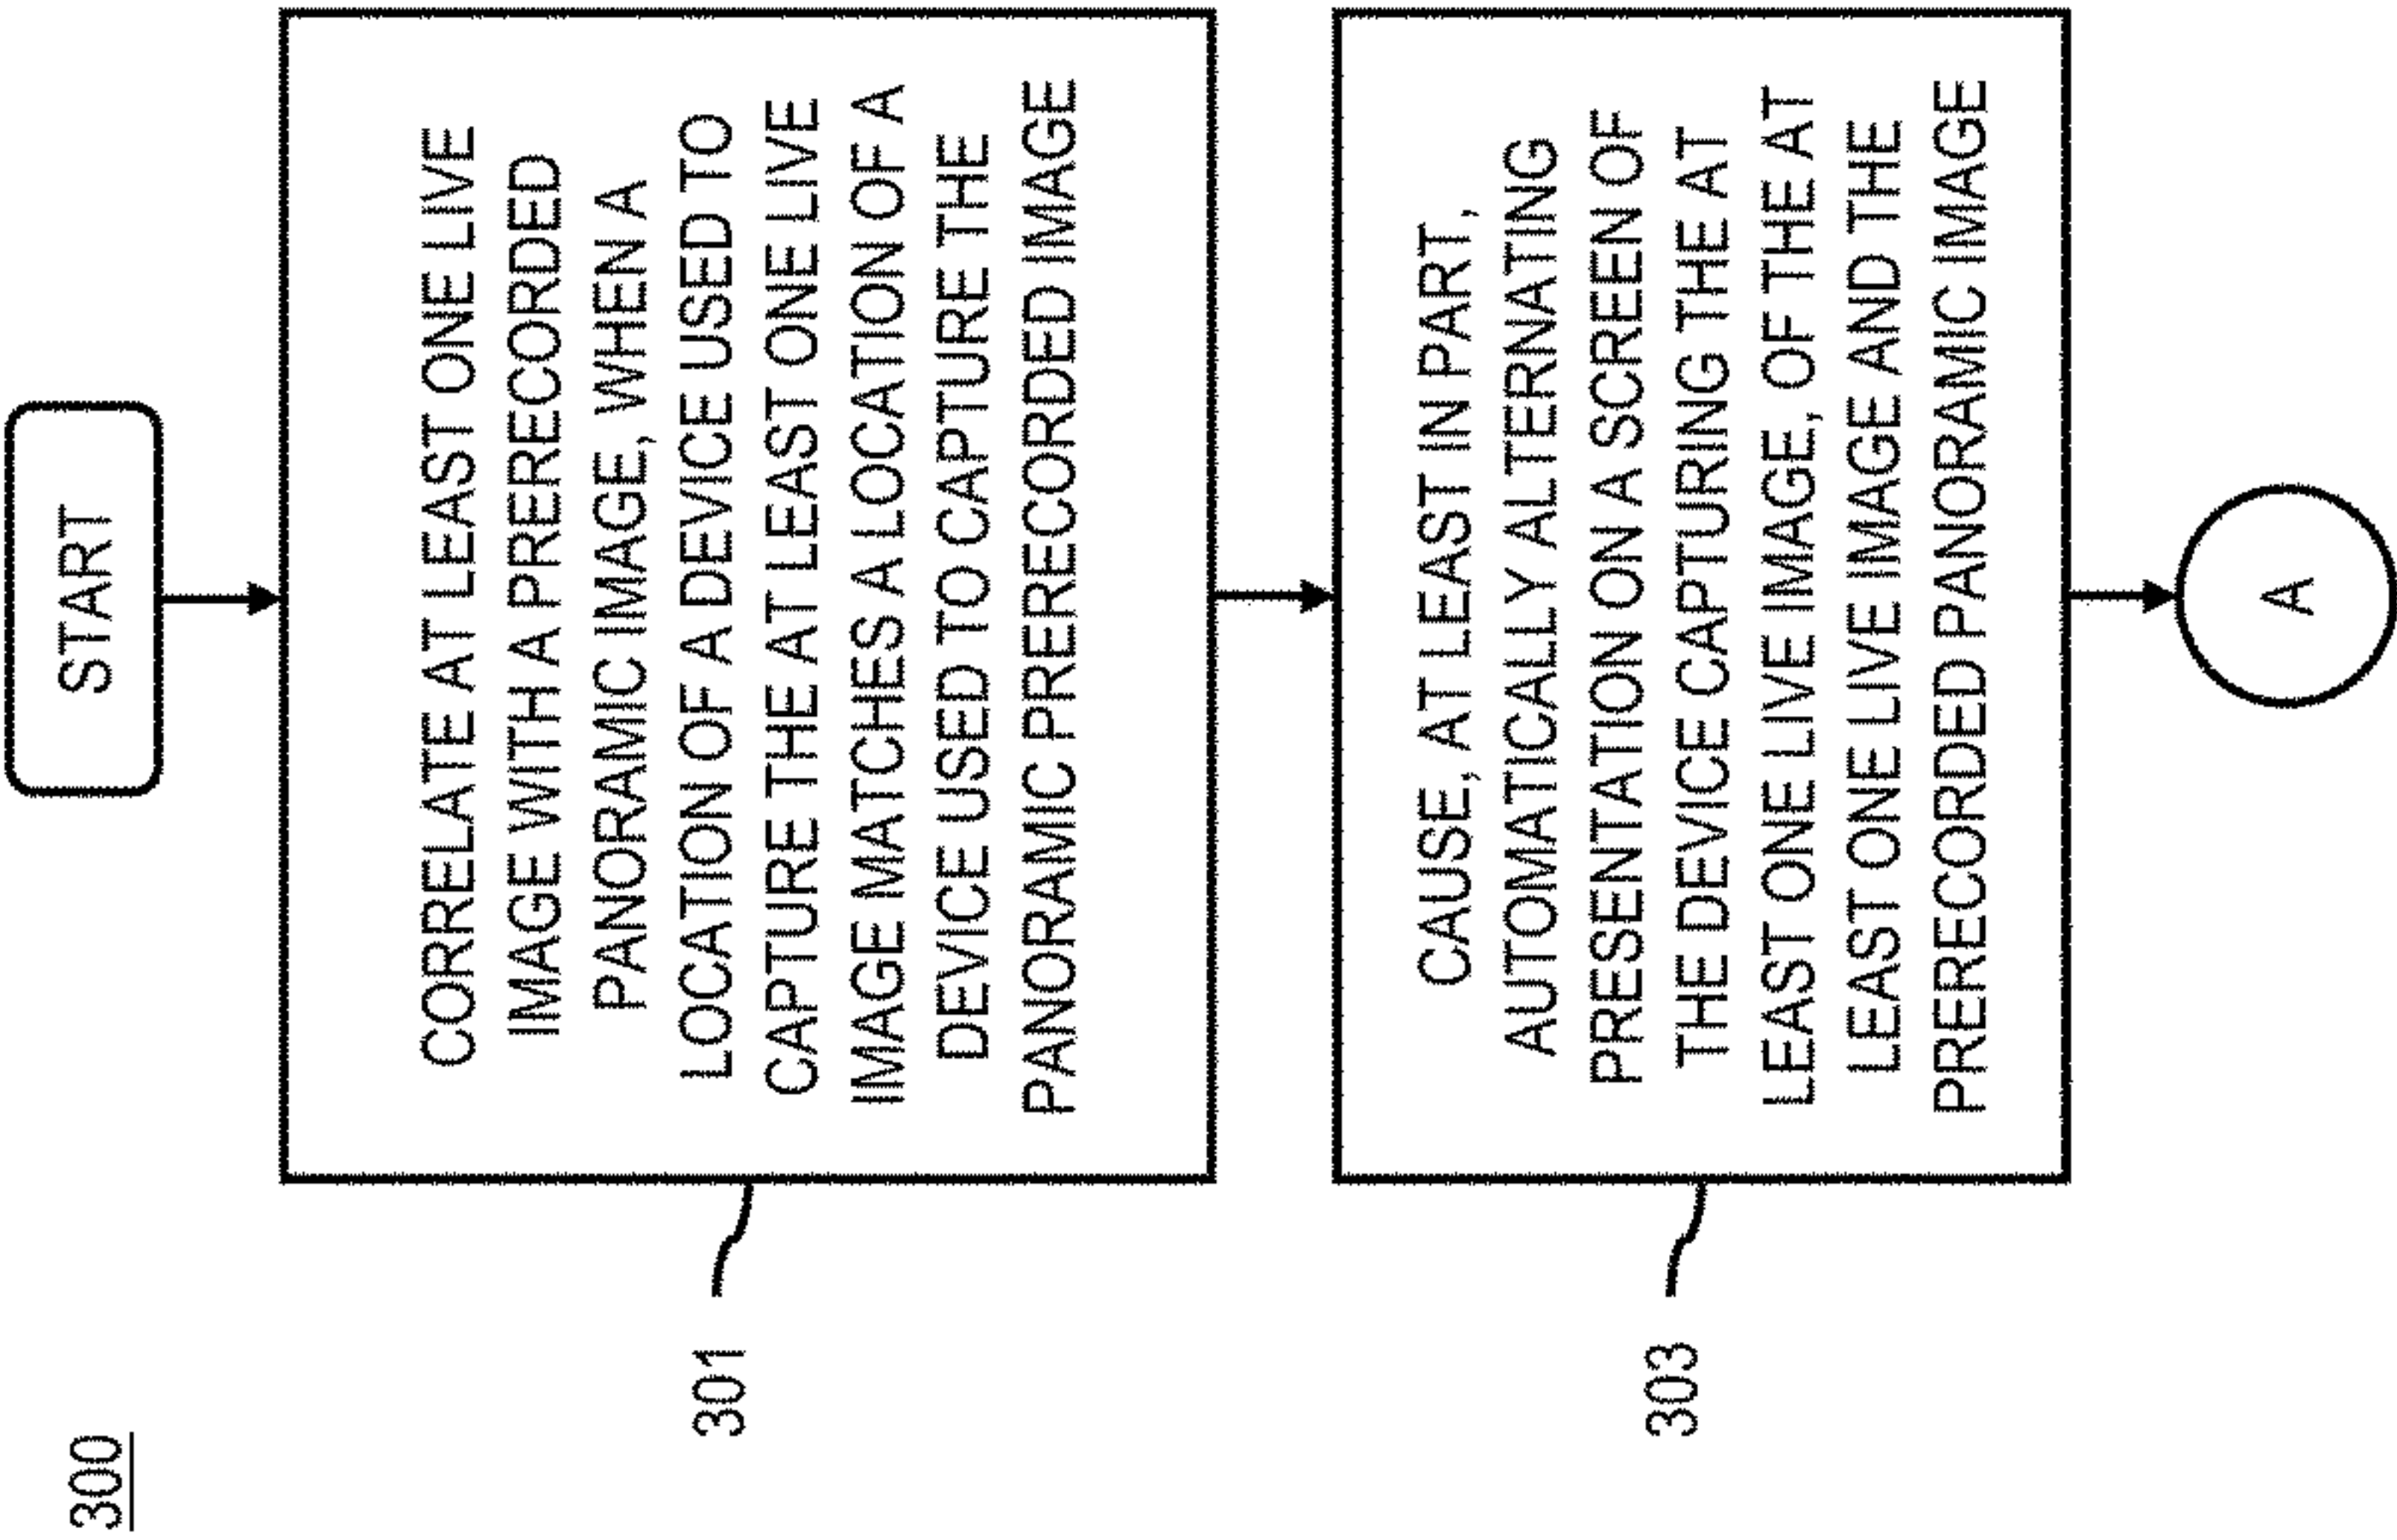 300
START
CORRELATE AT LEAST ONE LIVE
IMAGE WITH A PRERECORDED
PANORAMIC IMAGE, WHEN A
LOCATION OF A DEVICE USED TO
CAPTURE THE AT LEAST ONE LIVE
IMAGE MATCHES A LOCATION OF A
DEVICE USED TO CAPTURE THE
PANORAMIC PRERECORDED IMAGE
301
CAUSE, AT LEAST IN PART,
AUTOMATICALLY ALTERNATING
PRESENTATION ON A SCREEN OF
THE DEVICE CAPTURING THE AT
LEAST ONE LIVE IMAGE, OF THE AT
LEAST ONE LIVE IMAGE AND THE
PRERECORDED PANORAMIC IMAGE
303
A